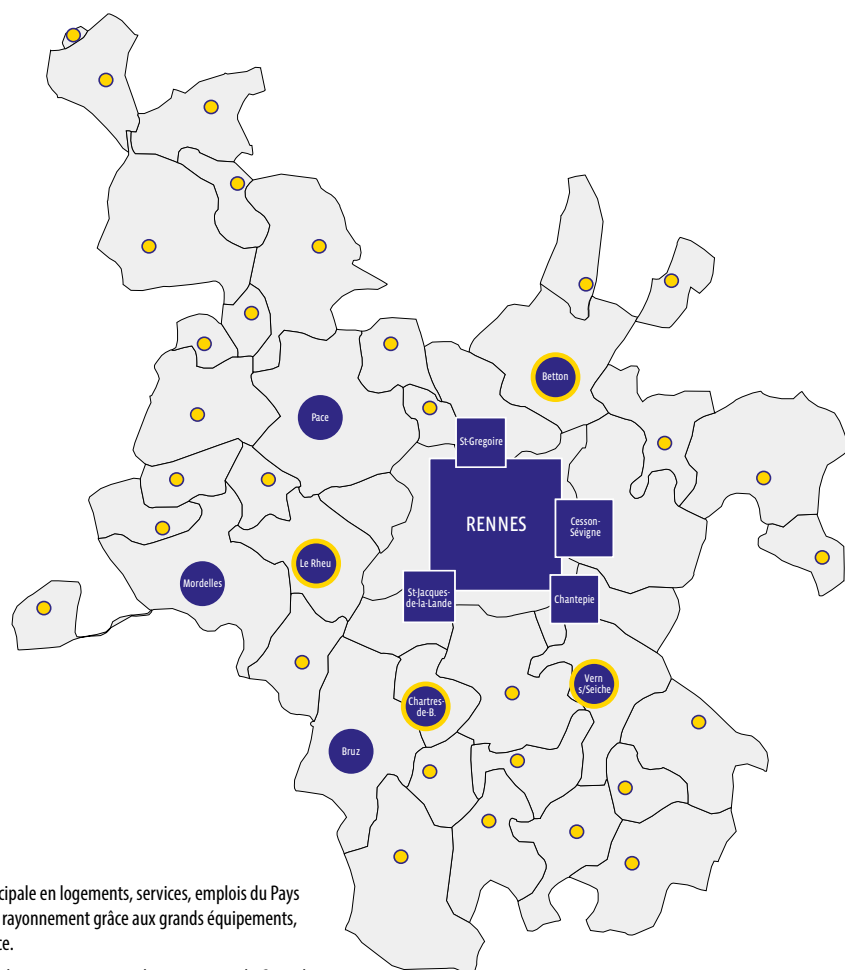 Betton
Pace
St-Gregoire
RENNES
Cesson-
Sévigne
Le Rheu
Mordelles
St-Jacques-
de-la-Lande
Chantepie
Vern
s/Seiche
Chartres-
de-B.
Bruz
cipale en logements, services, emplois du Pays
rayonnement grâce aux grands équipements,
ce.